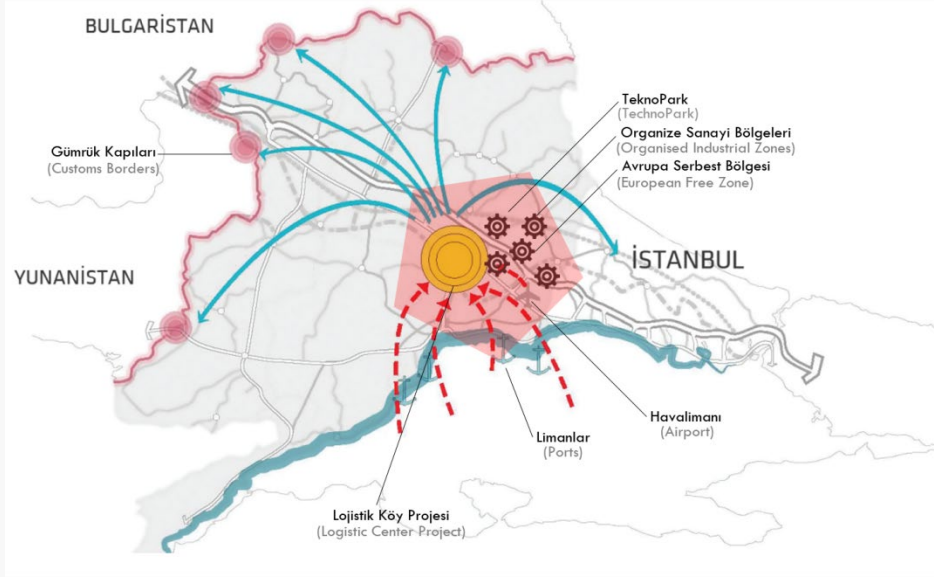 BULGARİSTAN
TeknoPark
(TechnoPark)
Organize Sanayi Bölgeleri
(Organised Industrial Zones)
Avrupa Serbest Bölgesi
(European Free Zone)
Gümrük Kapıları
(Customs Borders)
İSTANBUL
YUNANİSTAN
Havalimanı
(Airport)
Limanlar
(Ports)
Lojistik Köy Projesi
(Logistic Center Project)